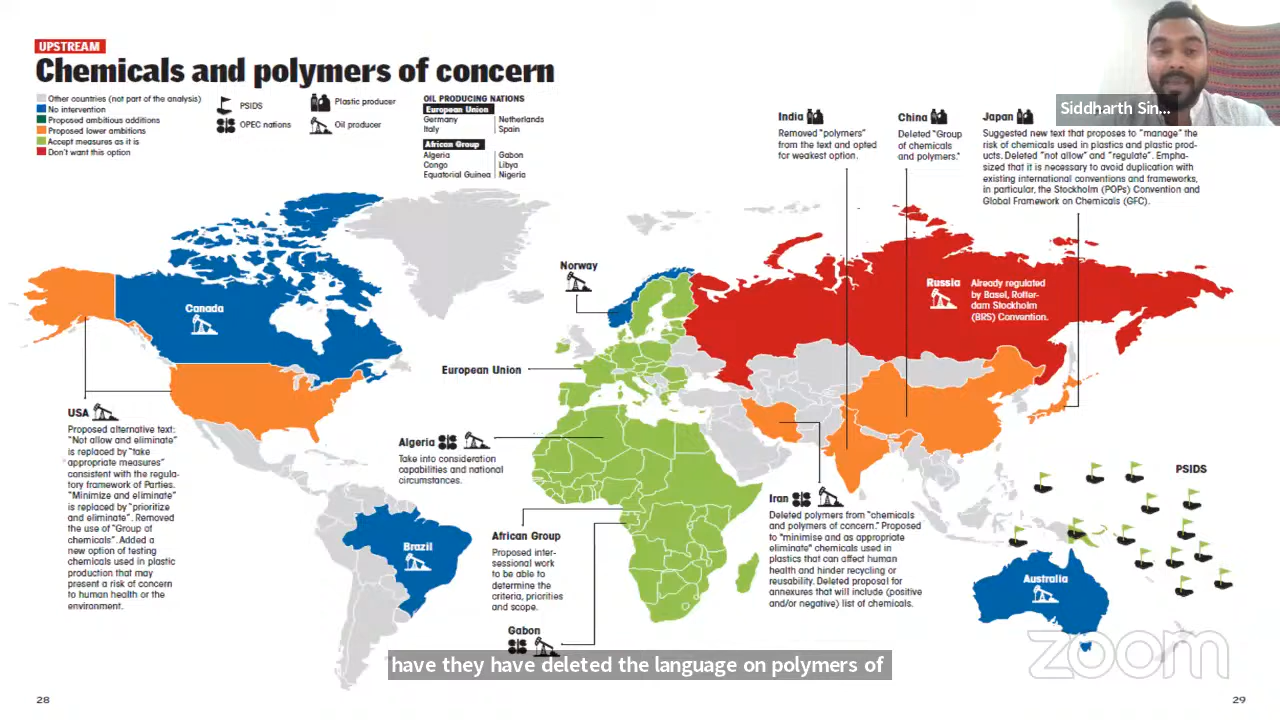 UPSTREAM
Chemicals and polymers of concern
Other countries (not part of the analysis)
No intervention
Proposed ambitious additions
Proposed lower ambitions
Accept measures as it is
Don't want this option
PSIDS
OPEC nations
Plastic producer
Oil producer
OIL PRODUCING NATIONS
European Union
Germany
Italy
Netherlands
Spain
African Group
Algeria
Congo
Equatorial Guinea
Gabon
Libya
Nigeria
Siddharth Sin...
India
Removed "polymers"
from the text and opted
for weakest option.
China
Deleted "Group
of chemicals
and polymers."
Japan
Suggested new text that proposes to "manage" the
risk of chemicals used in plastics and plastic prod-
ucts. Deleted "not allow" and "regulate". Empha-
sized that it is necessary to avoid duplication with
existing international conventions and frameworks,
in particular, the Stockholm (POPs) Convention and
Global Framework on Chemicals (GFC).
Norway
Canada
Russia
Already regulated
by Basel, Rotter-
dam Stockholm
(BRS) Convention.
European Union
USA
Proposed alternative text:
"Not allow and eliminate"
is replaced by "take
appropriate measures"
consistent with the regula-
tory framework of Parties.
"Minimize and eliminate"
is replaced by "prioritize
and eliminate". Removed
the use of "Group of
chemicals". Added a
new option of testing
chemicals used in plastic
production that may
present a risk of concern
to human health or the
environment.
Algeria
Take into consideration
capabilities and national
circumstances.
PSIDS
Iran
Deleted polymers from "chemicals
and polymers of concern." Proposed
to "minimise and as appropriate
eliminate" chemicals used in
plastics that can affect human
health and hinder recycling or
reusability. Deleted proposal for
annexures that will include (positive
and/or negative) list of chemicals.
African Group
Proposed inter-
sessional work
to be able to
determine the
criteria, priorities
and scope.
Brazil
Australia
Gabon
zoom
have they have deleted the language on polymers of
28
29